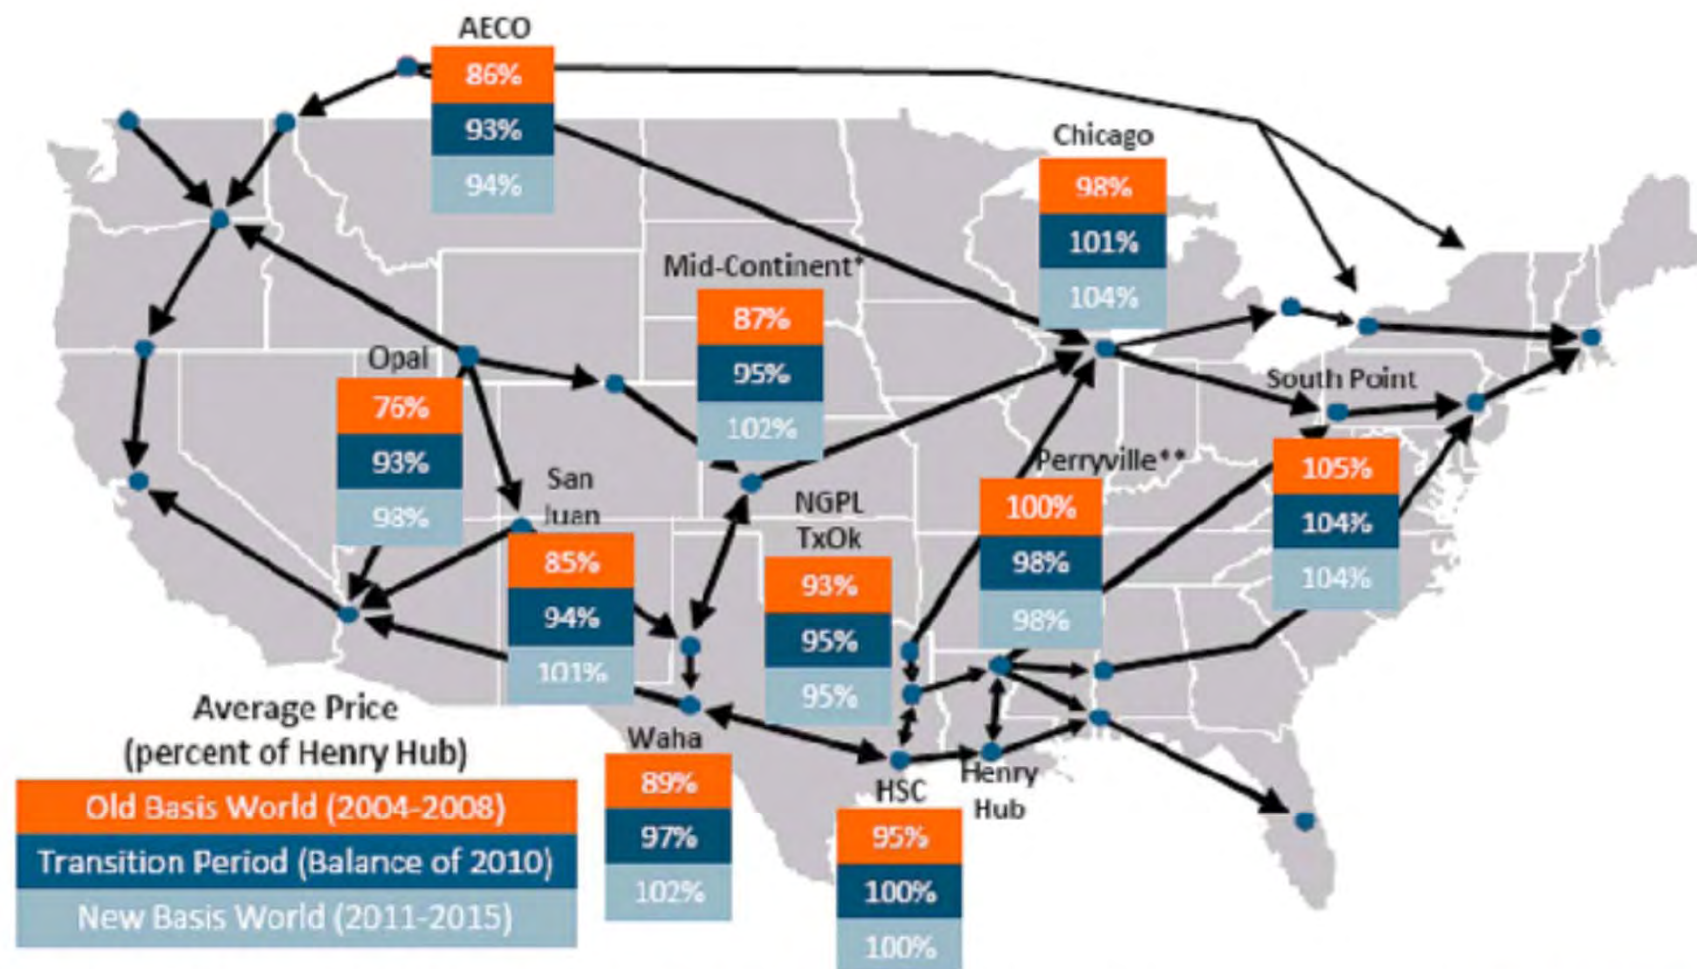 AECO
86%
93%
94%
Chicago
98%
101%
104%
Mid-Continent*
87%
95%
102%
Opal
76%
93%
98%
South Point
105%
104%
104%
Perryville**
100%
98%
98%
San
Juan
85%
94%
101%
NGPL
TxOk
93%
95%
95%
Waha
89%
97%
102%
HSC
95%
100%
100%
Henry
Hub
Average Price
(percent of Henry Hub)
Old Basis World (2004-2008)
Transition Period (Balance of 2010)
New Basis World (2011-2015)